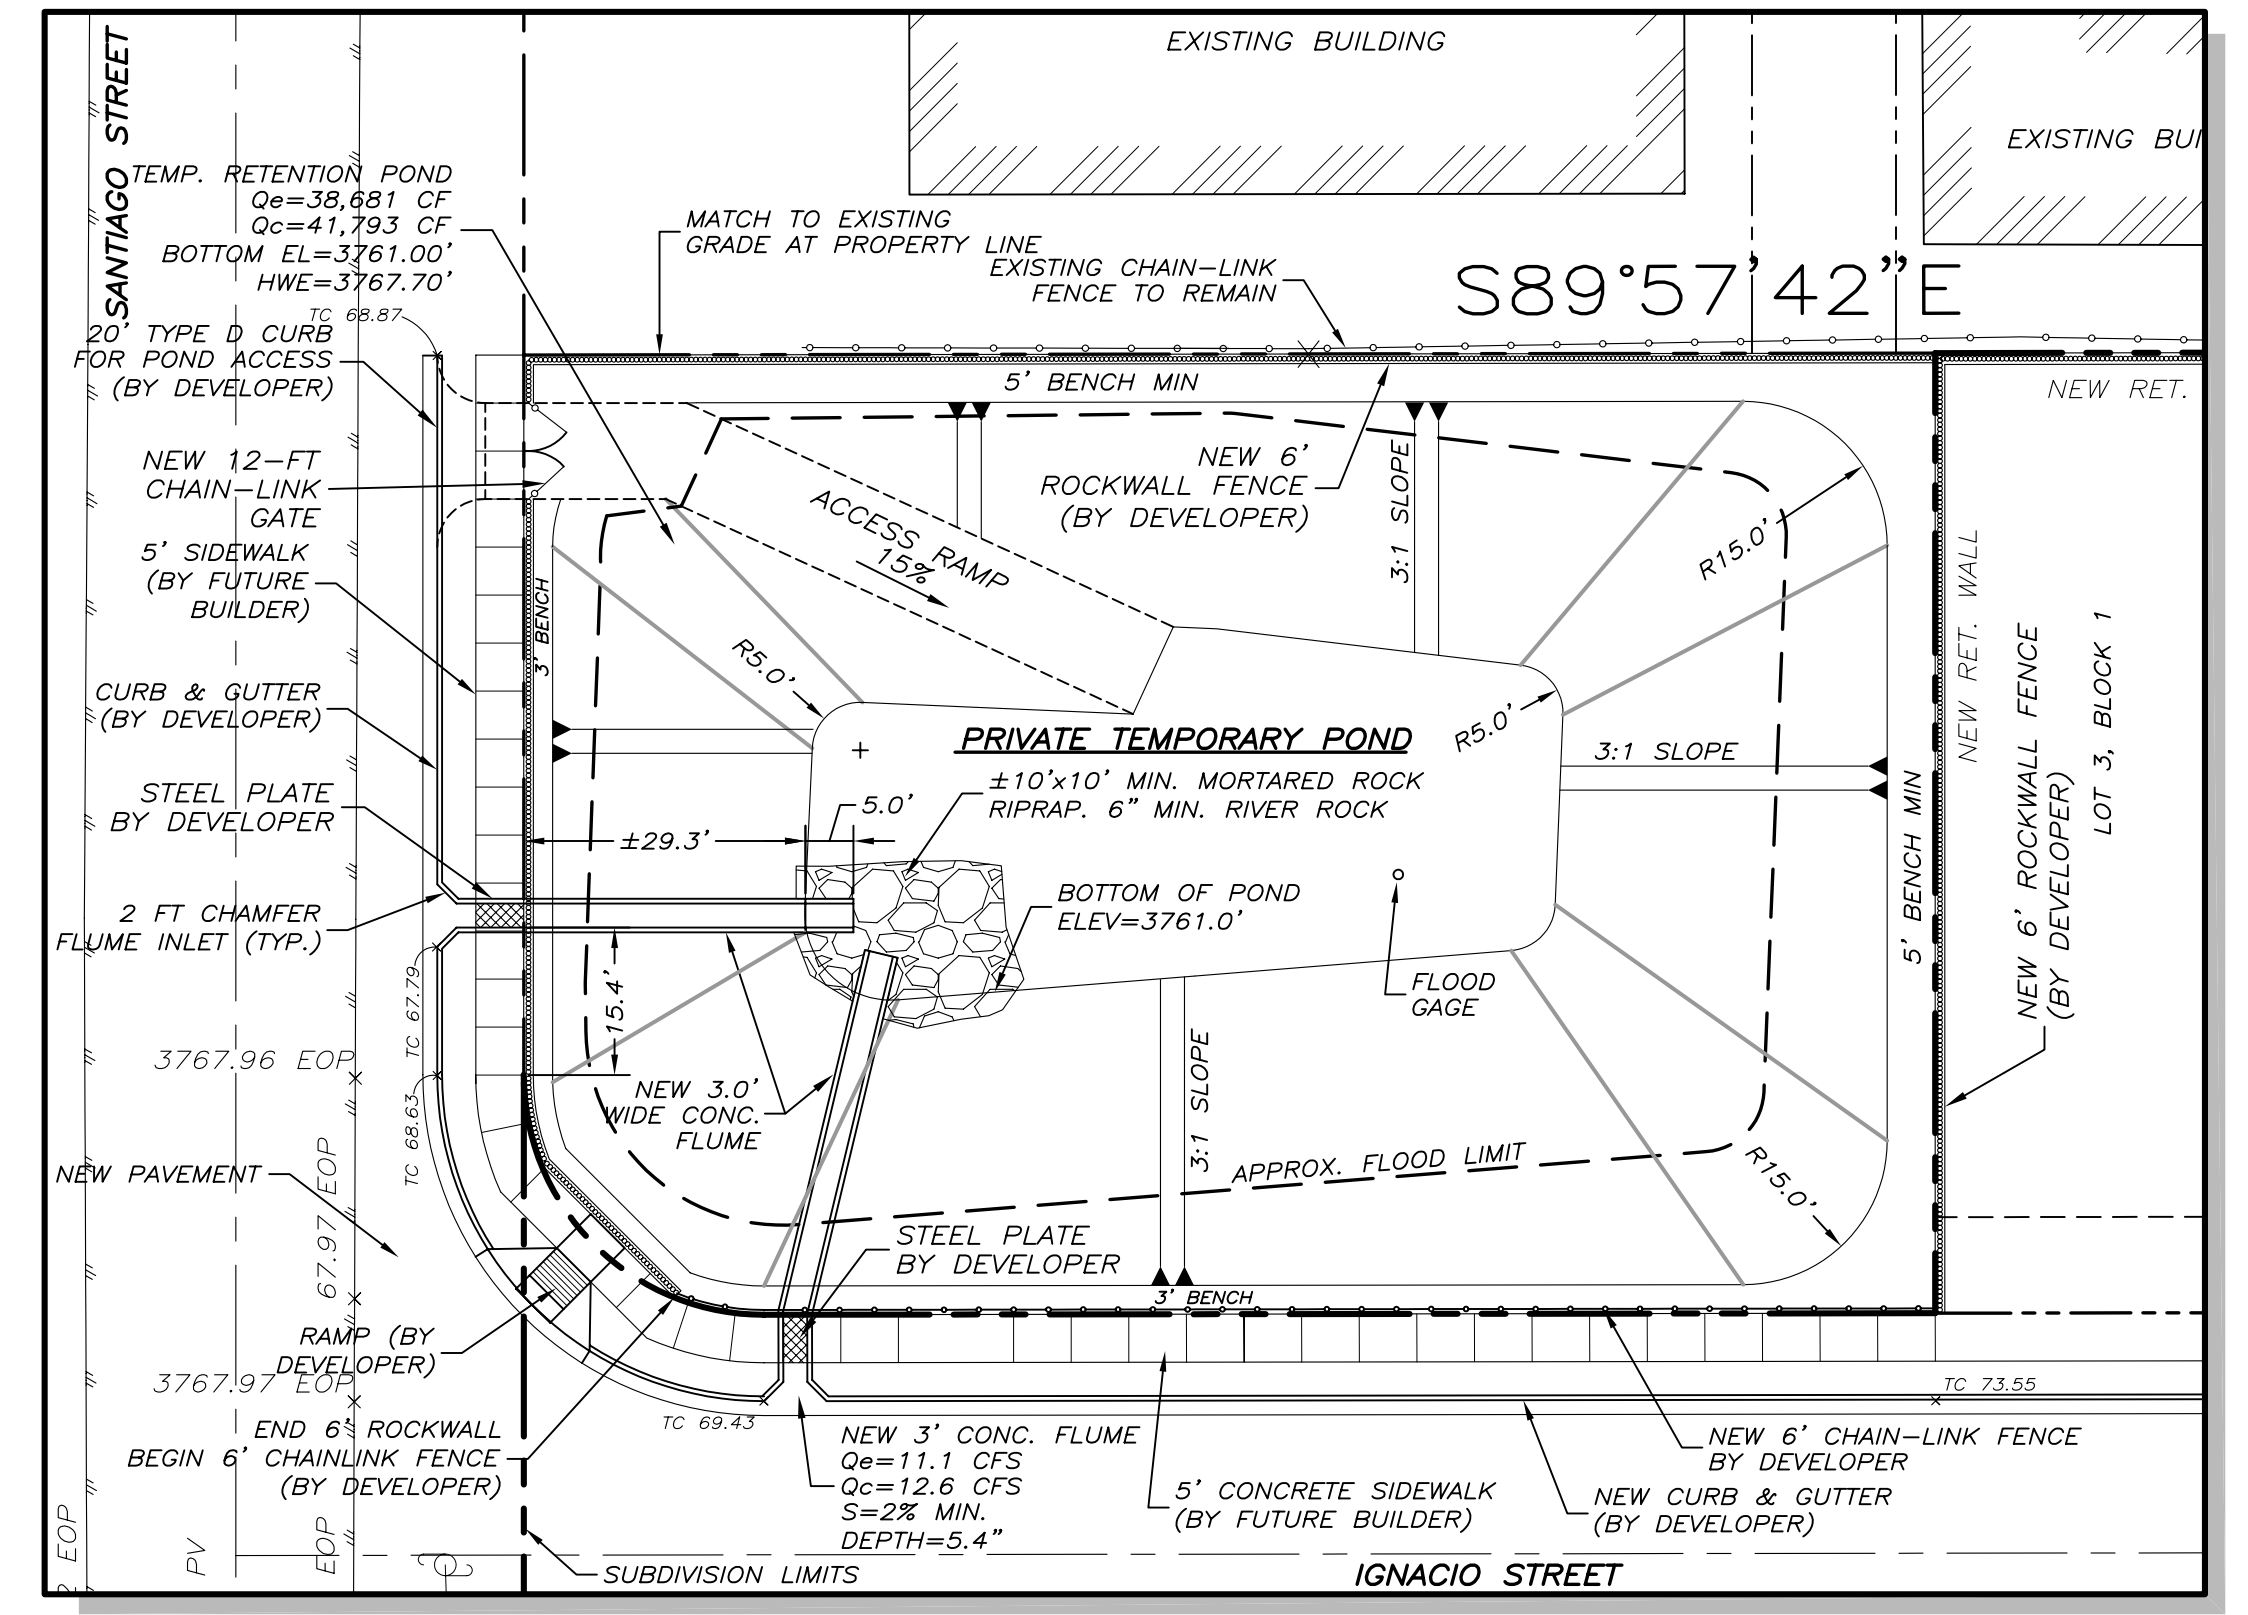 EXISTING BUILDING
EXISTING BUI
SANTIAGO STREET
TEMP. RETENTION POND
Qe=38,681 CF
Qc=41,793 CF
BOTTOM EL=3761.00'
HWE=3767.70'
MATCH TO EXISTING
GRADE AT PROPERTY LINE
EXISTING CHAIN-LINK
FENCE TO REMAIN
S89°57'42"E
TC 68.87
20' TYPE D CURB
FOR POND ACCESS
(BY DEVELOPER)
5' BENCH MIN
NEW RET.
NEW 12-FT
CHAIN-LINK
GATE
NEW 6'
ROCKWALL FENCE
(BY DEVELOPER)
3:1 SLOPE
ACCESS RAMP
15%
R15.0'
5' SIDEWALK
(BY FUTURE
BUILDER)
3' BENCH
R5.0'
NEW RET. WALL
NEW 6' ROCKWALL FENCE
(BY DEVELOPER)
LOT 3, BLOCK 1
CURB & GUTTER
(BY DEVELOPER)
PRIVATE TEMPORARY POND
R5.0'
3:1 SLOPE
±10'x10' MIN. MORTARED ROCK
RIPRAP. 6" MIN. RIVER ROCK
STEEL PLATE
BY DEVELOPER
5.0'
±29.3'
5' BENCH MIN
BOTTOM OF POND
ELEV=3761.0'
2 FT CHAMFER
FLUME INLET (TYP.)
FLOOD
GAGE
TC 67.79
15.4'
3767.96 EOP
TC 68.63
NEW 3.0'
WIDE CONC.
FLUME
3:1 SLOPE
APPROX. FLOOD LIMIT
R15.0'
NEW PAVEMENT
67.97 EOP
STEEL PLATE
BY DEVELOPER
3' BENCH
RAMP (BY
DEVELOPER)
3767.97 EOP
TC 73.55
TC 69.43
END 6' ROCKWALL
BEGIN 6' CHAINLINK FENCE
(BY DEVELOPER)
NEW 3' CONC. FLUME
Qe=11.1 CFS
Qc=12.6 CFS
S=2% MIN.
DEPTH=5.4"
NEW 6' CHAIN-LINK FENCE
BY DEVELOPER
5' CONCRETE SIDEWALK
(BY FUTURE BUILDER)
NEW CURB & GUTTER
(BY DEVELOPER)
EOP
PV
EOP
SUBDIVISION LIMITS
IGNACIO STREET